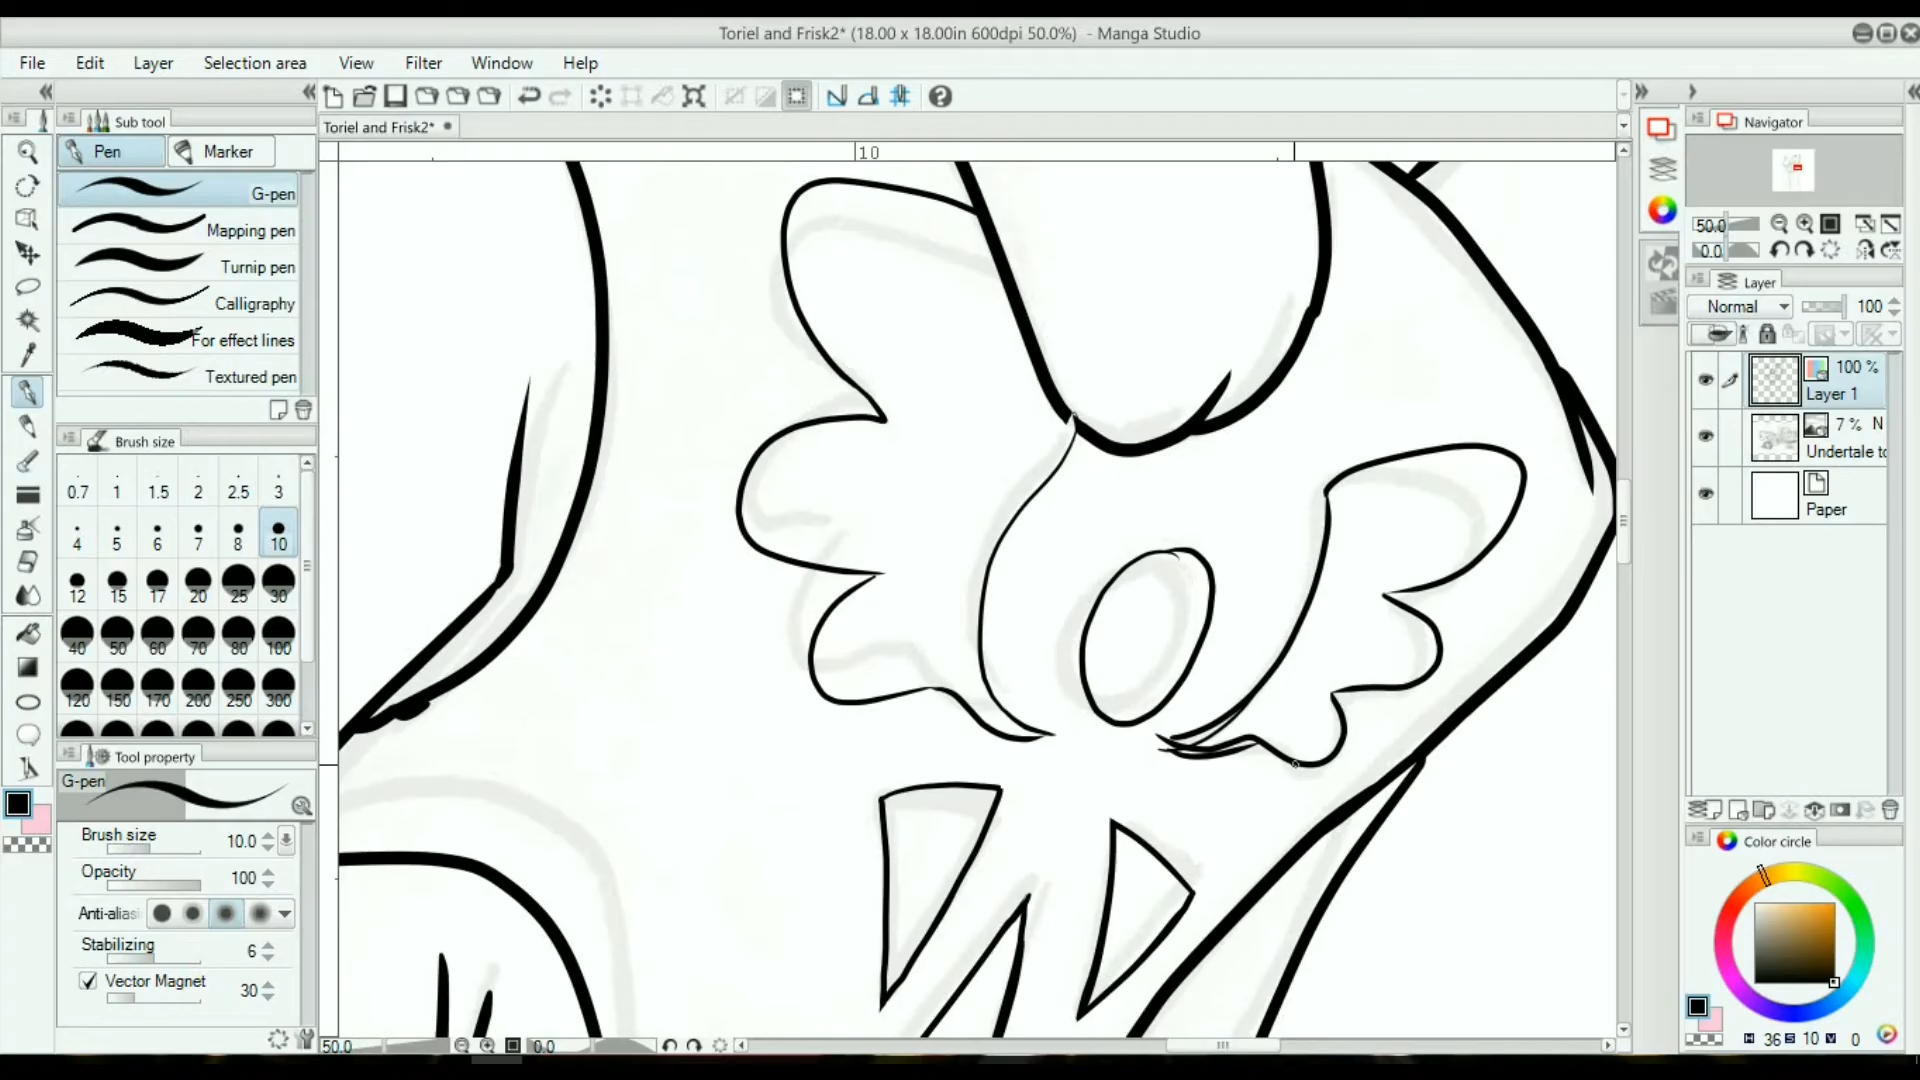 Toriel and Frisk2* (18.00 x 18.00in 600dpi 50.0%) - Manga Studio
File Edit Layer Selection area View Filter Window Help
Sub tool
Pen Marker
G-pen
Mapping pen
Turnip pen
Calligraphy
For effect lines
Textured pen
Brush size
0.7 1 1.5 2 2.5 3
4 5 6 7 8 10
12 15 17 20 25 30
40 50 60 70 80 100
120 150 170 200 250 300
Tool property
G-pen
Brush size 10.0
Opacity 100
Anti-alias
Stabilizing 6
Vector Magnet 30
Toriel and Frisk2*
10
50.0 0.0
Navigator
50.0
0.0
Layer
Normal 100
100 %
Layer 1
7 % N
Undertale to
Paper
Color circle
H 36 S 10 V 0